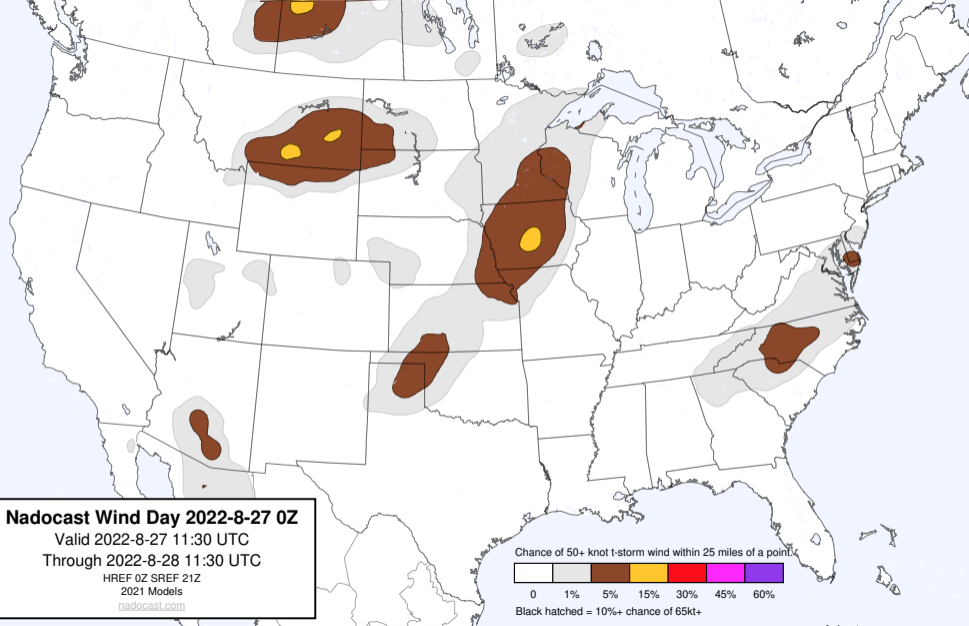 Nadocast Wind Day 2022-8-27 0Z
Valid 2022-8-27 11:30 UTC
Through 2022-8-28 11:30 UTC
HREF 0Z SREF 21Z
2021 Models
nadocast.com
Chance of 50+ knot t-storm wind within 25 miles of a point.
0 1% 5% 15% 30% 45% 60%
Black hatched = 10%+ chance of 65kt+